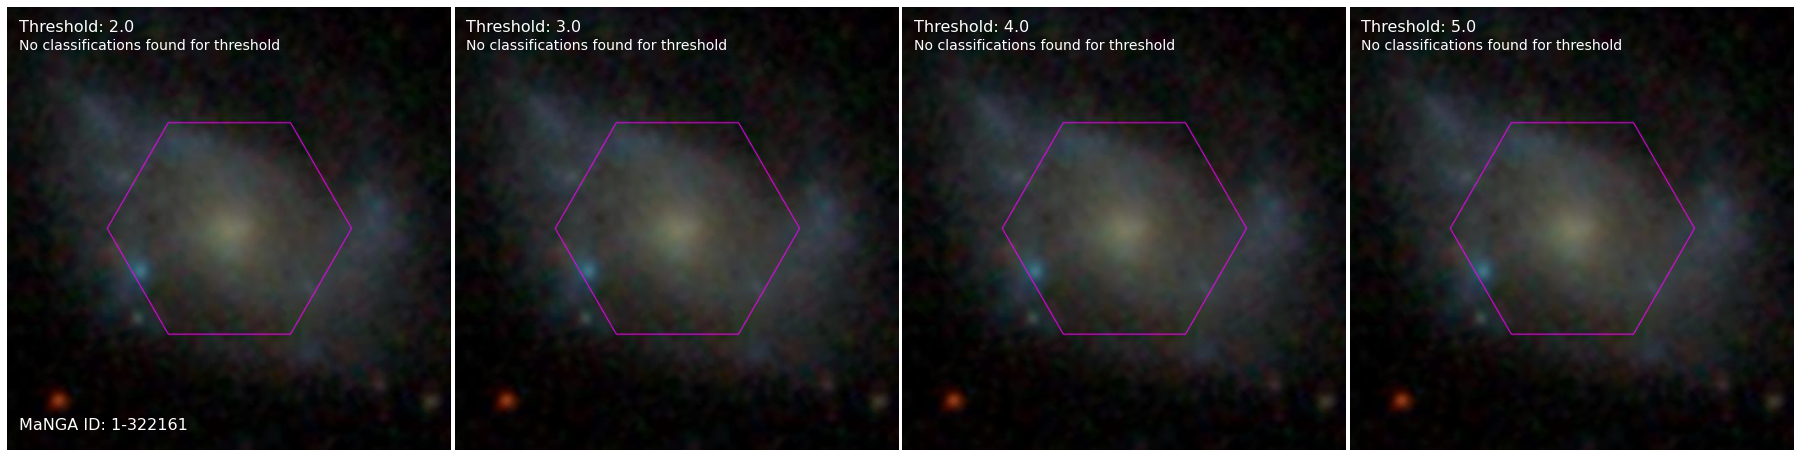 Threshold: 2.0
No classifications found for threshold
MaNGA ID: 1-322161
Threshold: 3.0
No classifications found for threshold
Threshold: 4.0
No classifications found for threshold
Threshold: 5.0
No classifications found for threshold